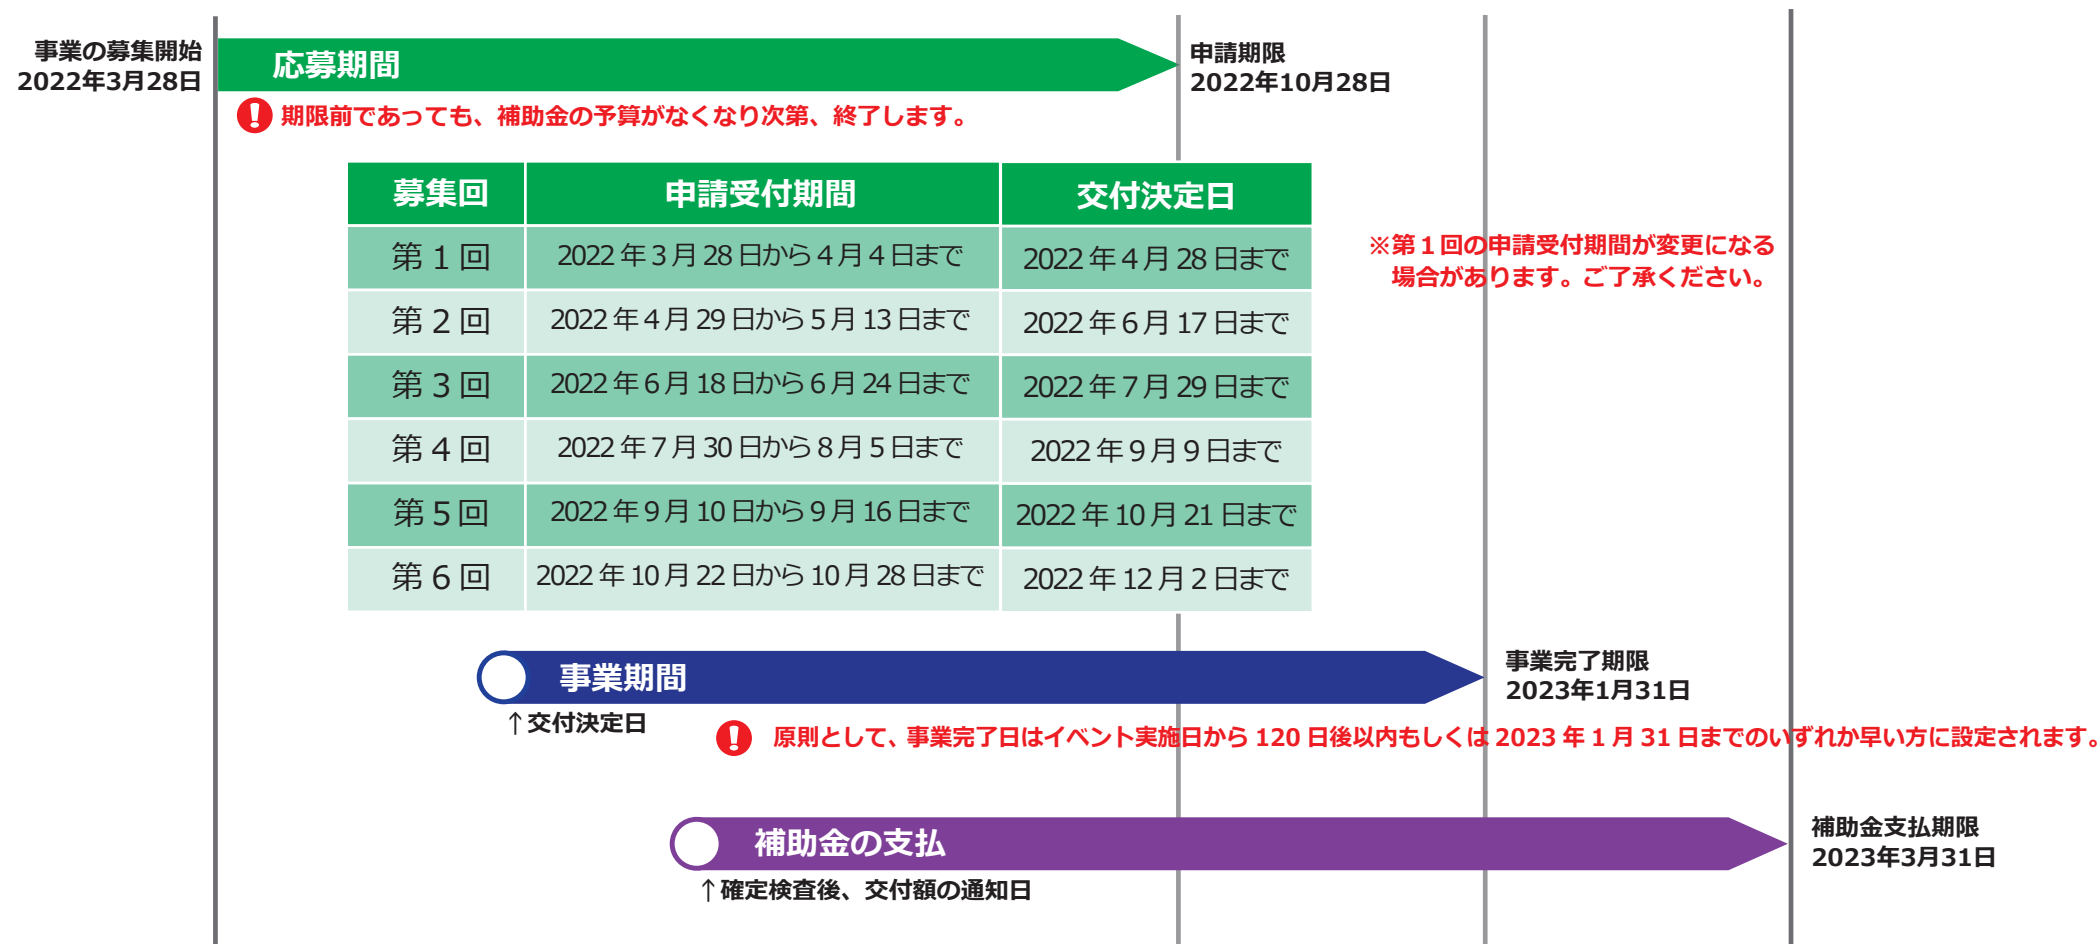 事業の募集開始
2022年3月28日
応募期間
申請期限
2022年10月28日
! 期限前であっても、補助金の予算がなくなり次第、終了します。
募集回 申請受付期間 交付決定日
第1回 2022年3月28日から4月4日まで 2022年4月28日まで
第2回 2022年4月29日から5月13日まで 2022年6月17日まで
第3回 2022年6月18日から6月24日まで 2022年7月29日まで
第4回 2022年7月30日から8月5日まで 2022年9月9日まで
第5回 2022年9月10日から9月16日まで 2022年10月21日まで
第6回 2022年10月22日から10月28日まで 2022年12月2日まで
※第1回の申請受付期間が変更になる
場合があります。ご了承ください。
事業期間
事業完了期限
2023年1月31日
↑交付決定日
! 原則として、事業完了日はイベント実施日から120日後以内もしくは2023年1月31日までのいずれか早い方に設定されます。
補助金の支払
補助金支払期限
2023年3月31日
↑確定検査後、交付額の通知日